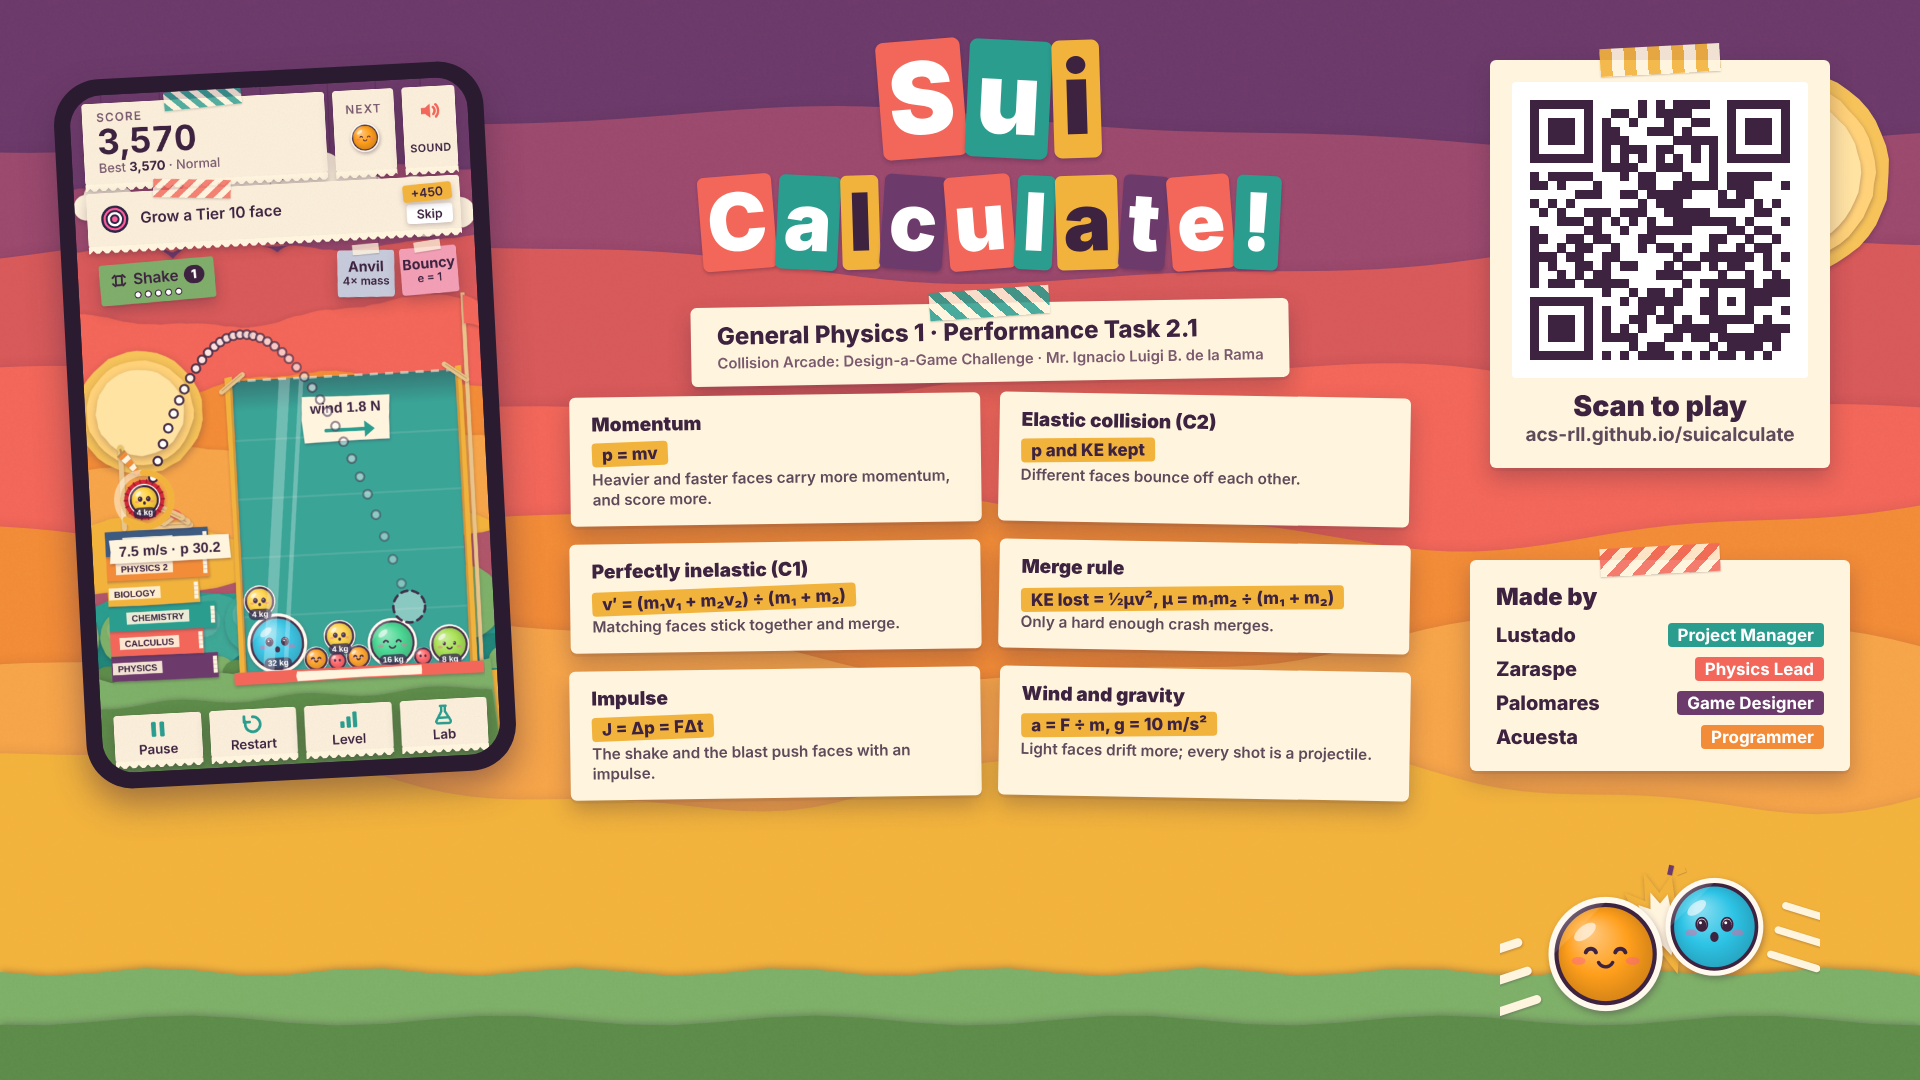 Sui
Calculate!
General Physics 1 · Performance Task 2.1
Collision Arcade: Design-a-Game Challenge · Mr. Ignacio Luigi B. de la Rama
SCORE
3,570
Best 3,570 · Normal
NEXT
SOUND
Grow a Tier 10 face
+450
Skip
Shake 1
Anvil
4× mass
Bouncy
e = 1
wind 1.8 N
4 kg
7.5 m/s · p 30.2
PHYSICS 2
BIOLOGY
CHEMISTRY
CALCULUS
PHYSICS
4 kg
32 kg
4 kg
16 kg
8 kg
Pause
Restart
Level
Lab
Momentum
p = mv
Heavier and faster faces carry more momentum,
and score more.
Elastic collision (C2)
p and KE kept
Different faces bounce off each other.
Perfectly inelastic (C1)
v′ = (m₁v₁ + m₂v₂) ÷ (m₁ + m₂)
Matching faces stick together and merge.
Merge rule
KE lost = ½μv², μ = m₁m₂ ÷ (m₁ + m₂)
Only a hard enough crash merges.
Impulse
J = Δp = FΔt
The shake and the blast push faces with an
impulse.
Wind and gravity
a = F ÷ m, g = 10 m/s²
Light faces drift more; every shot is a projectile.
Scan to play
acs-rll.github.io/suicalculate
Made by
Lustado Project Manager
Zaraspe Physics Lead
Palomares Game Designer
Acuesta Programmer